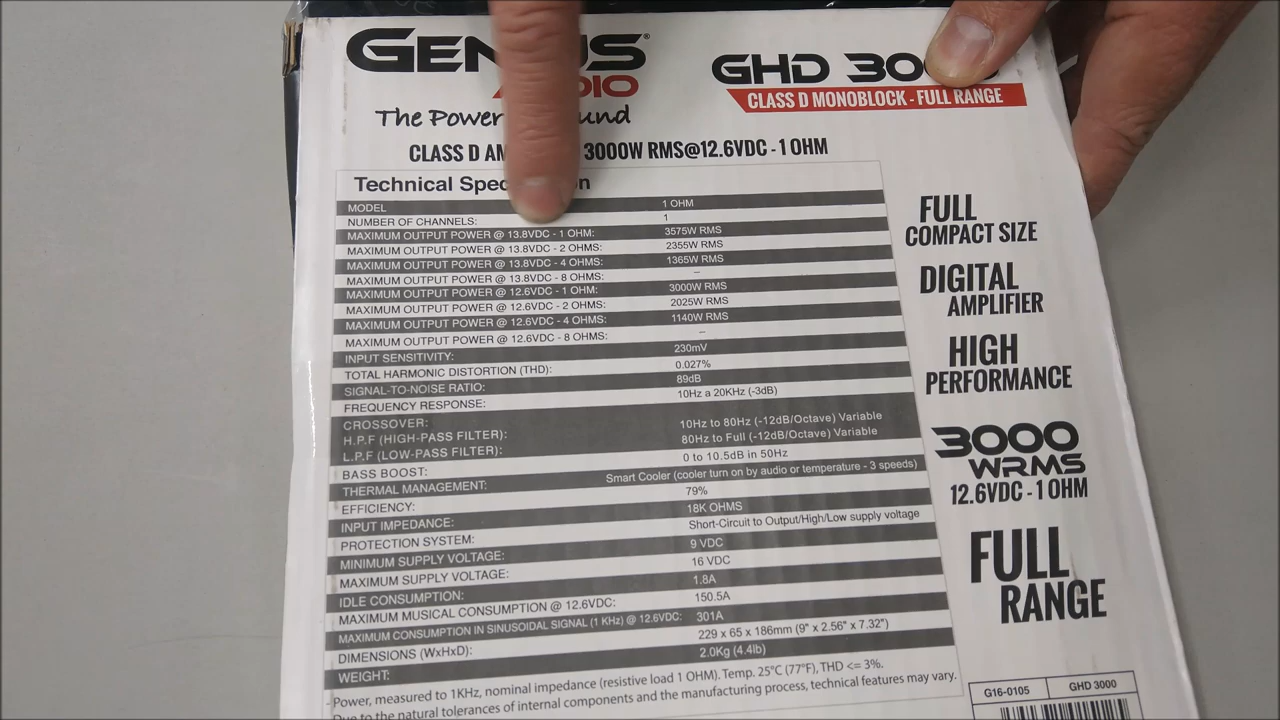 GEN US®
DIO
GHD 30
CLASS D MONOBLOCK - FULL RANGE
The Power und
CLASS D AM 3000W RMS@12.6VDC - 1 OHM
Technical Spec on
MODEL 1 OHM
NUMBER OF CHANNELS: 1
MAXIMUM OUTPUT POWER @ 13.8VDC - 1 OHM: 3575W RMS
MAXIMUM OUTPUT POWER @ 13.8VDC - 2 OHMS: 2355W RMS
MAXIMUM OUTPUT POWER @ 13.8VDC - 4 OHMS: 1365W RMS
MAXIMUM OUTPUT POWER @ 13.8VDC - 8 OHMS: –
MAXIMUM OUTPUT POWER @ 12.6VDC - 1 OHM: 3000W RMS
MAXIMUM OUTPUT POWER @ 12.6VDC - 2 OHMS: 2025W RMS
MAXIMUM OUTPUT POWER @ 12.6VDC - 4 OHMS: 1140W RMS
MAXIMUM OUTPUT POWER @ 12.6VDC - 8 OHMS: –
INPUT SENSITIVITY: 230mV
TOTAL HARMONIC DISTORTION (THD): 0.027%
SIGNAL-TO-NOISE RATIO: 89dB
FREQUENCY RESPONSE: 10Hz a 20KHz (-3dB)
CROSSOVER:
H.P.F (HIGH-PASS FILTER): 10Hz to 80Hz (-12dB/Octave) Variable
L.P.F (LOW-PASS FILTER): 80Hz to Full (-12dB/Octave) Variable
BASS BOOST: 0 to 10.5dB in 50Hz
THERMAL MANAGEMENT: Smart Cooler (cooler turn on by audio or temperature - 3 speeds)
EFFICIENCY: 79%
INPUT IMPEDANCE: 18K OHMS
PROTECTION SYSTEM: Short-Circuit to Output/High/Low supply voltage
MINIMUM SUPPLY VOLTAGE: 9 VDC
MAXIMUM SUPPLY VOLTAGE: 16 VDC
IDLE CONSUMPTION: 1.8A
MAXIMUM MUSICAL CONSUMPTION @ 12.6VDC: 150.5A
MAXIMUM CONSUMPTION IN SINUSOIDAL SIGNAL (1 KHz) @ 12.6VDC: 301A
DIMENSIONS (WxHxD): 229 x 65 x 186mm (9" x 2.56" x 7.32")
WEIGHT: 2.0Kg (4.4lb)
- Power, measured to 1KHz, nominal impedance (resistive load 1 OHM). Temp. 25°C (77°F), THD <= 3%.
Due to the natural tolerances of internal components and the manufacturing process, technical features may vary.
FULL
COMPACT SIZE
DIGITAL
AMPLIFIER
HIGH
PERFORMANCE
3000
WRMS
12.6VDC - 1 OHM
FULL
RANGE
G16-0105 GHD 3000